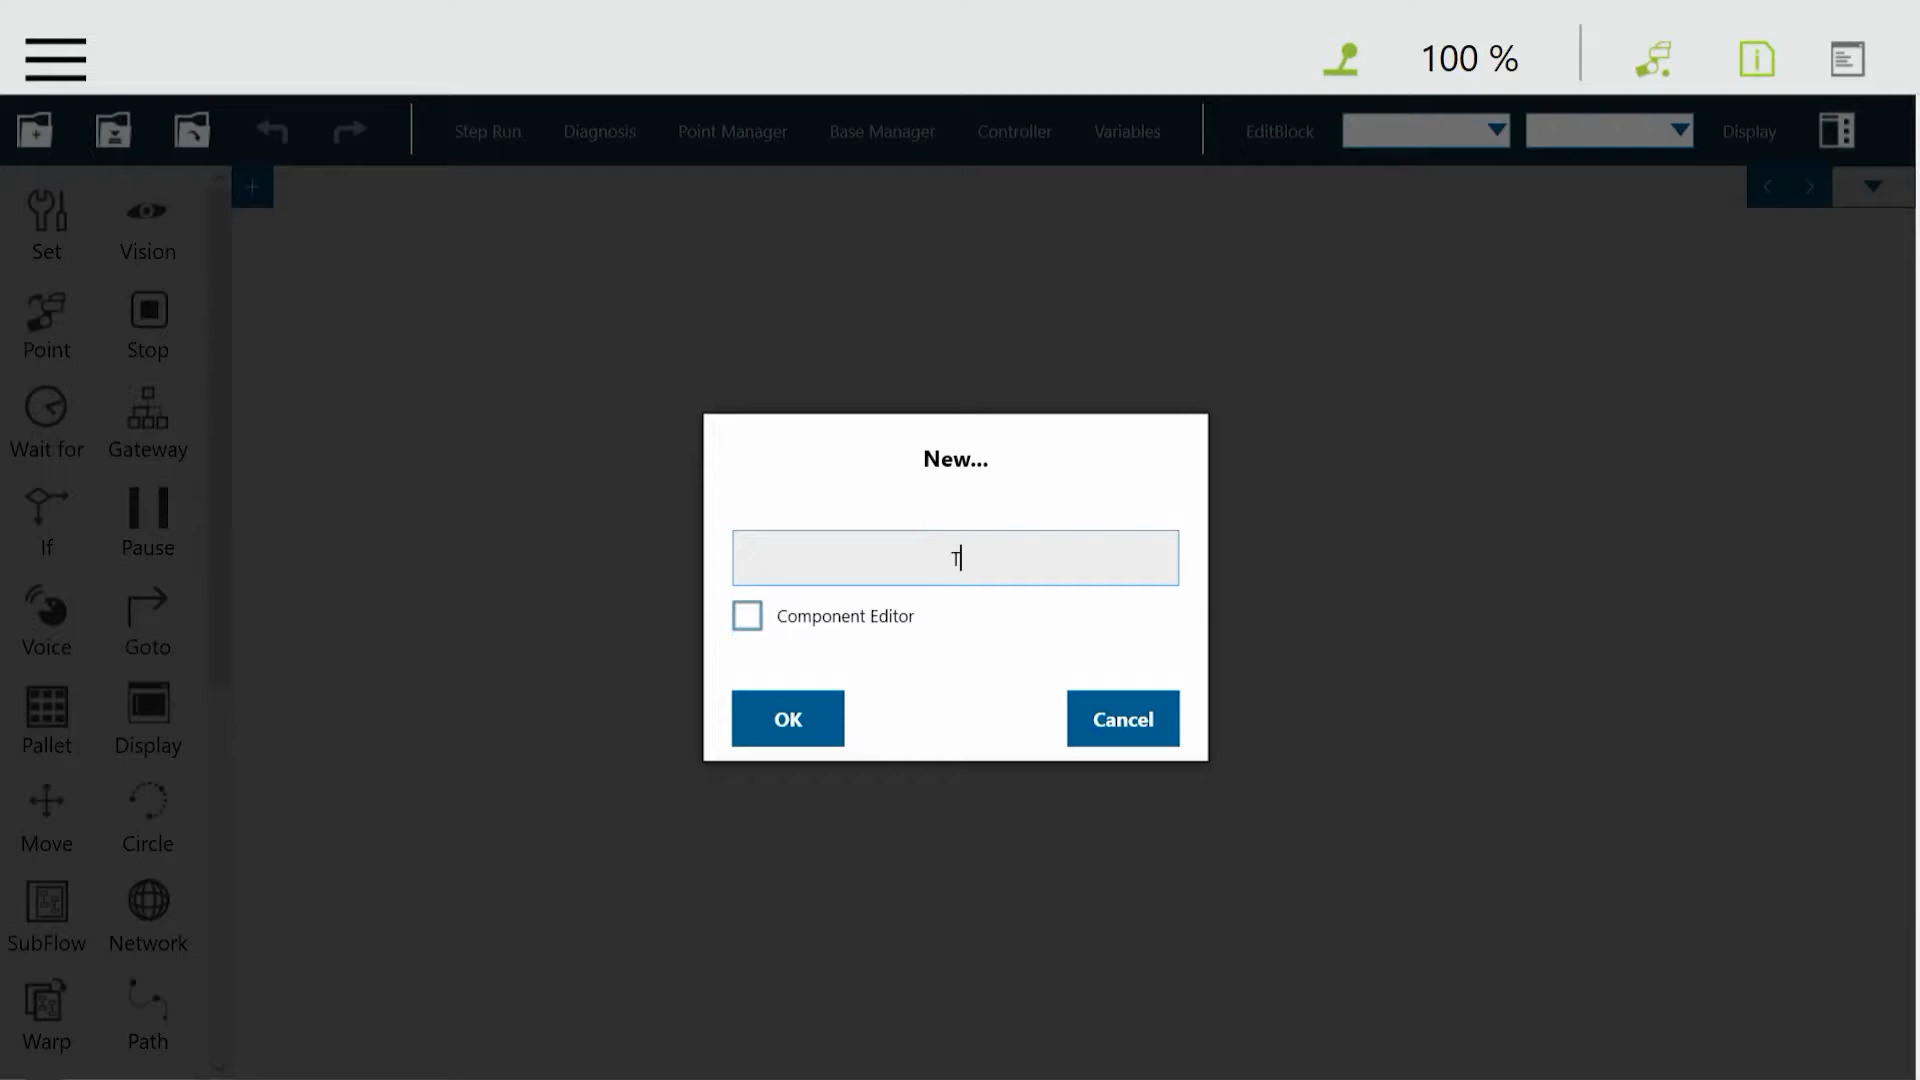 100 %
Step Run
Diagnosis
Point Manager
Base Manager
Controller
Variables
EditBlock
Display
Set
Vision
Point
Stop
Wait for
Gateway
If
Pause
Voice
Goto
Pallet
Display
Move
Circle
SubFlow
Network
Warp
Path
New...
T
Component Editor
OK
Cancel